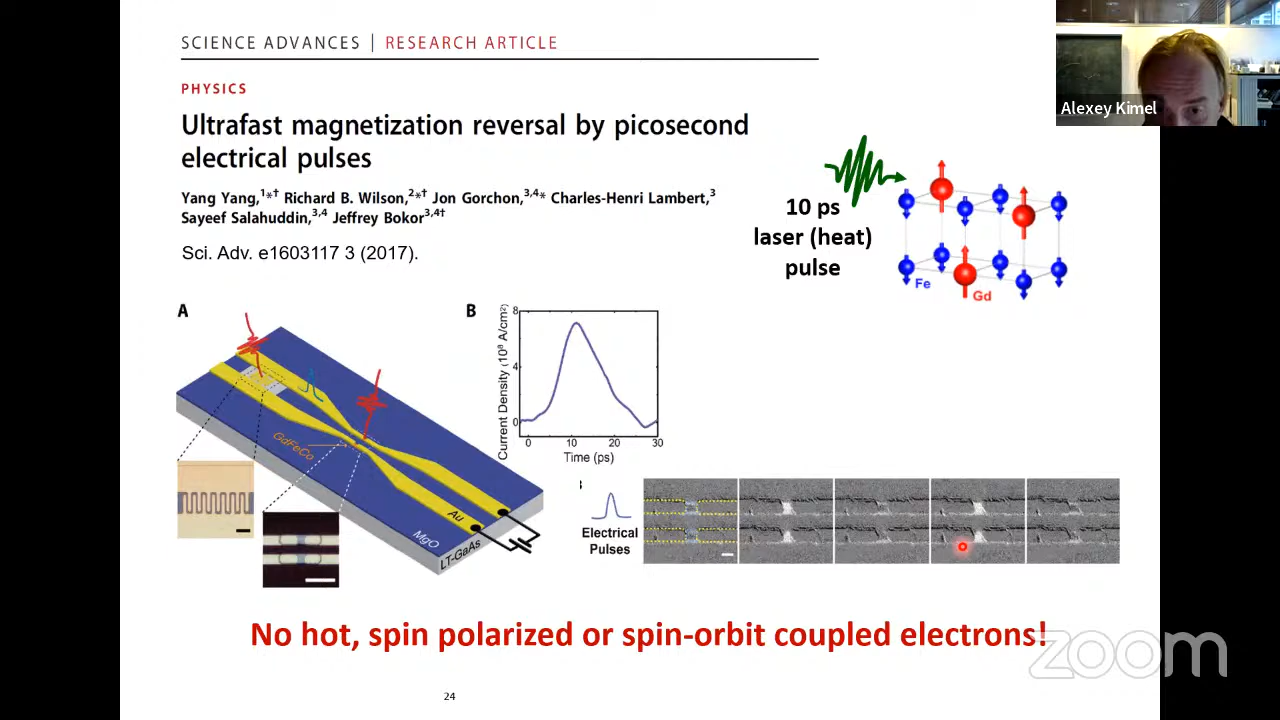 SCIENCE ADVANCES | RESEARCH ARTICLE
PHYSICS
Ultrafast magnetization reversal by picosecond
electrical pulses
Yang Yang,1*† Richard B. Wilson,2*† Jon Gorchon,3,4* Charles-Henri Lambert,3
Sayeef Salahuddin,3,4 Jeffrey Bokor3,4†
Sci. Adv. e1603117 3 (2017).
Alexey Kimel
10 ps
laser (heat)
pulse
Fe
Gd
A
GdFeCo
Au
MgO
LT-GaAs
B
Current Density (10⁸ A/cm²)
8
4
0
0 10 20 30
Time (ps)
Electrical
Pulses
No hot, spin polarized or spin-orbit coupled electrons!
zoom
24